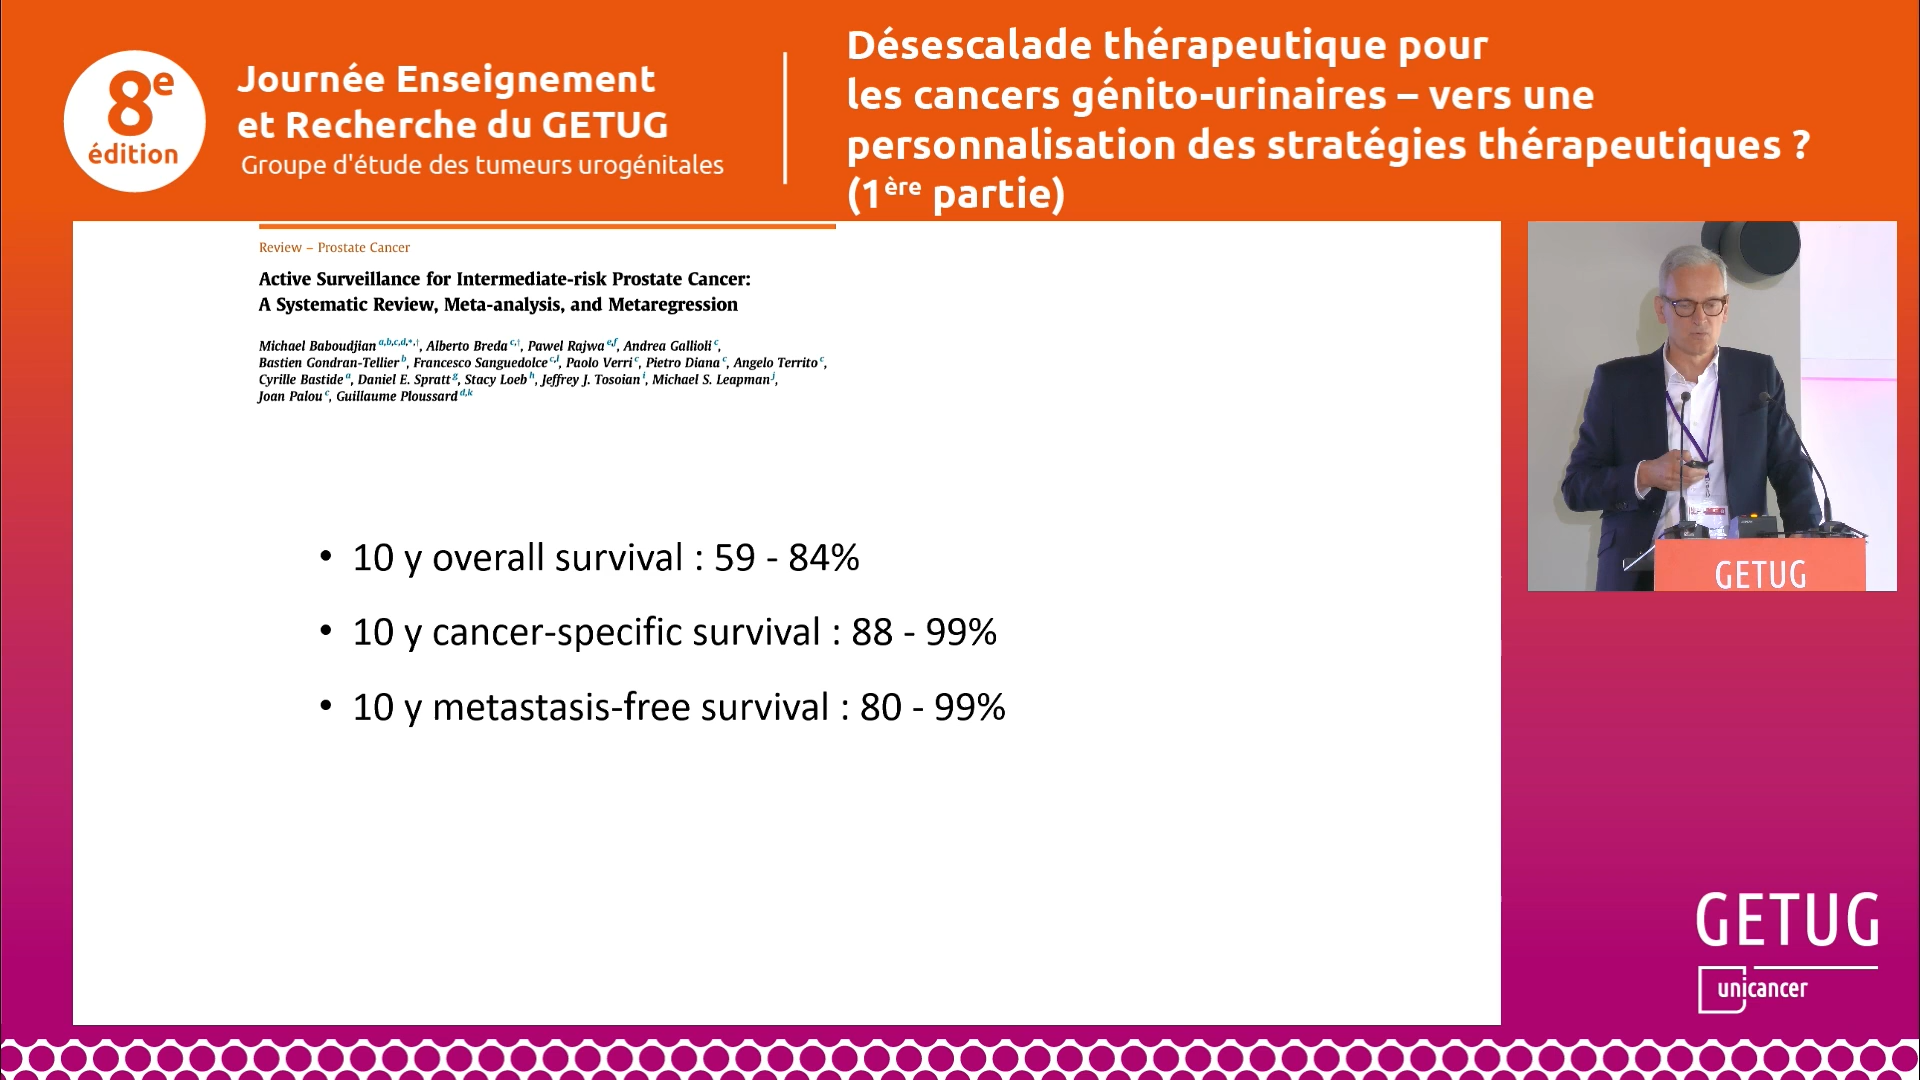 8e
édition
Journée Enseignement
et Recherche du GETUG
Groupe d'étude des tumeurs urogénitales
Désescalade thérapeutique pour
les cancers génito-urinaires – vers une
personnalisation des stratégies thérapeutiques ?
(1ère partie)
Review – Prostate Cancer
Active Surveillance for Intermediate-risk Prostate Cancer:
A Systematic Review, Meta-analysis, and Metaregression
Michael Baboudjian a,b,c,d,*,†, Alberto Breda c,†, Pawel Rajwa e,f, Andrea Gallioli c,
Bastien Gondran-Tellier b, Francesco Sanguedolce c,l, Paolo Verri c, Pietro Diana c, Angelo Territo c,
Cyrille Bastide a, Daniel E. Spratt g, Stacy Loeb h, Jeffrey J. Tosoian i, Michael S. Leapman j,
Joan Palou c, Guillaume Ploussard d,k
• 10 y overall survival : 59 - 84%
• 10 y cancer-specific survival : 88 - 99%
• 10 y metastasis-free survival : 80 - 99%
GETUG
GETUG
unicancer